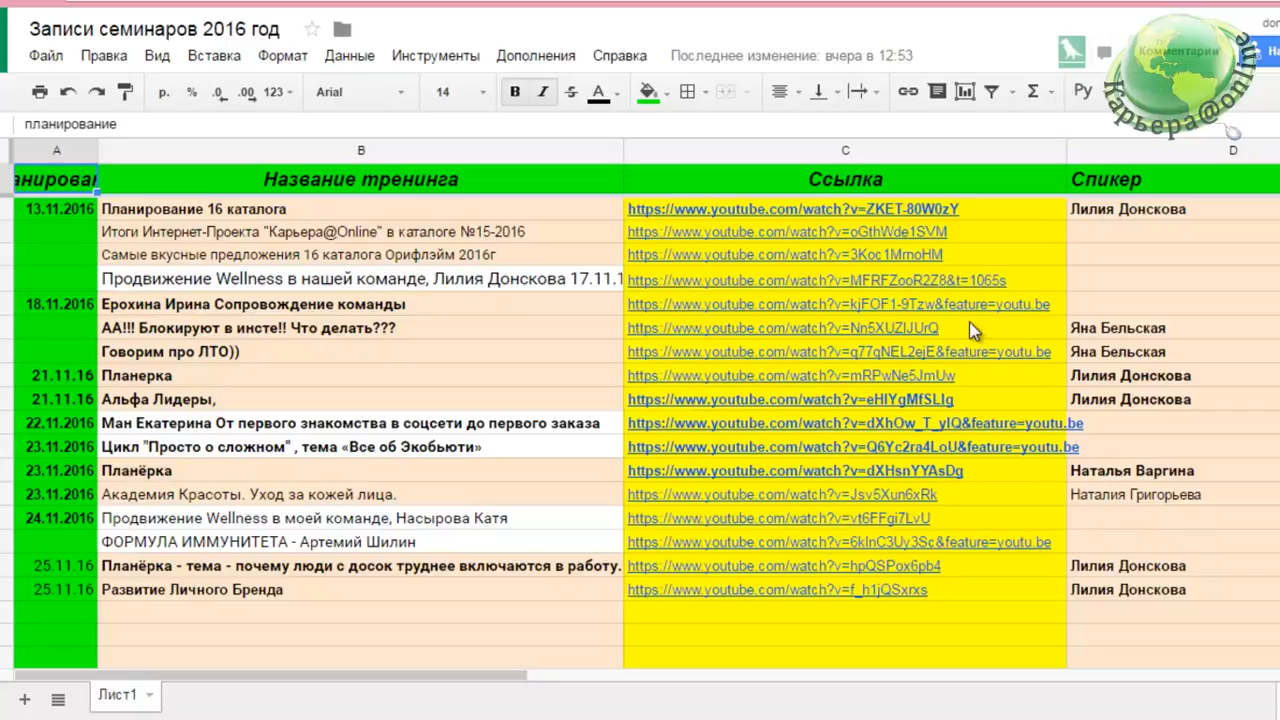 Записи семинаров 2016 год
Файл Правка Вид Вставка Формат Данные Инструменты Дополнения Справка Последнее изменение: вчера в 12:53 Комментарии
р. % .0 .00 123 Arial 14 B I S A Σ Ру
Карьера@online
планирование
A B C D
Название тренинга Ссылка Спикер
13.11.2016 Планирование 16 каталога https://www.youtube.com/watch?v=ZKET-80W0zY Лилия Донскова
Итоги Интернет-Проекта "Карьера@Online" в каталоге №15-2016 https://www.youtube.com/watch?v=oGthWde1SVM
Самые вкусные предложения 16 каталога Орифлэйм 2016г https://www.youtube.com/watch?v=3Koc1MrnoHM
Продвижение Wellness в нашей команде, Лилия Донскова 17.11.1 https://www.youtube.com/watch?v=MFRFZooR2Z8&t=1065s
18.11.2016 Ерохина Ирина Сопровождение команды https://www.youtube.com/watch?v=kjFOF1-9Tzw&feature=youtu.be
АА!!! Блокируют в инсте!! Что делать??? https://www.youtube.com/watch?v=Nn5XUZlJUrQ Яна Бельская
Говорим про ЛТО)) https://www.youtube.com/watch?v=q77gNEL2ejE&feature=youtu.be Яна Бельская
21.11.16 Планерка https://www.youtube.com/watch?v=mRPwNe5JmUw Лилия Донскова
21.11.16 Альфа Лидеры, https://www.youtube.com/watch?v=eHlYgMfSLIg Лилия Донскова
22.11.2016 Ман Екатерина От первого знакомства в соцсети до первого заказа https://www.youtube.com/watch?v=dXhOw_T_yIQ&feature=youtu.be
23.11.2016 Цикл "Просто о сложном" , тема «Все об Экобьюти» https://www.youtube.com/watch?v=Q6Yc2ra4LoU&feature=youtu.be
23.11.2016 Планёрка https://www.youtube.com/watch?v=dXHsnYYAsDg Наталья Варгина
23.11.2016 Академия Красоты. Уход за кожей лица. https://www.youtube.com/watch?v=Jsv5Xun6xRk Наталия Григорьева
24.11.2016 Продвижение Wellness в моей команде, Насырова Катя https://www.youtube.com/watch?v=vt6FFgi7LvU
ФОРМУЛА ИММУНИТЕТА - Артемий Шилин https://www.youtube.com/watch?v=6klnC3Uy3Sc&feature=youtu.be
25.11.16 Планёрка - тема - почему люди с досок труднее включаются в работу. https://www.youtube.com/watch?v=hpQSPox6pb4 Лилия Донскова
25.11.16 Развитие Личного Бренда https://www.youtube.com/watch?v=f_h1jQSxrxs Лилия Донскова
Лист1